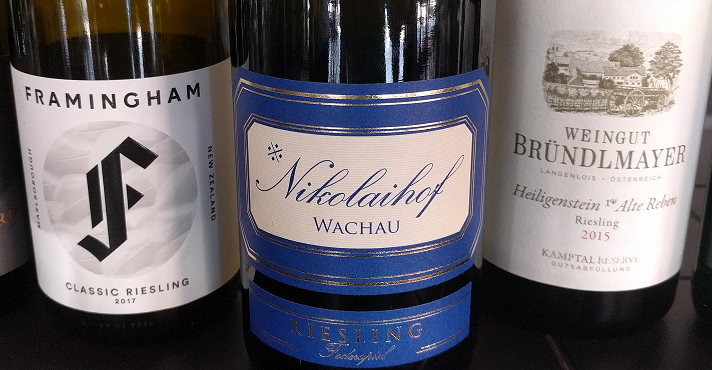 FRAMINGHAM
MARLBOROUGH
NEW ZEALAND
F
CLASSIC RIESLING
2017
Nikolaihof
WACHAU
RIESLING
Federspiel
WEINGUT
BRÜNDLMAYER
LANGENLOIS - ÖSTERREICH
Heiligenstein 1 Alte Reben
Riesling
2015
KAMPTAL RESERVE
GUTSABFÜLLUNG